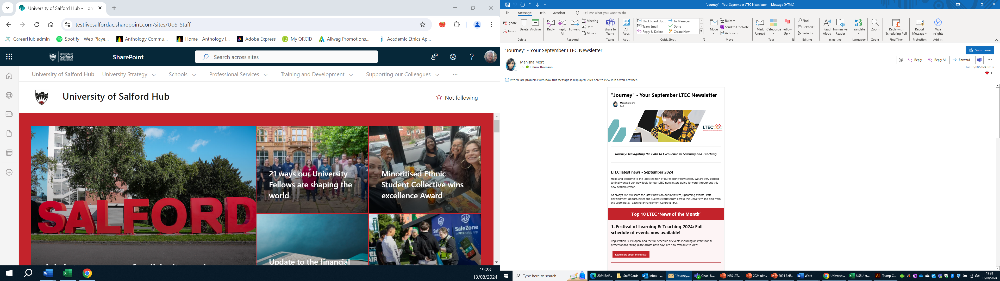 University of Salford Hub - Hon
testlivesalfordac.sharepoint.com/sites/UoS_Staff
CareerHub admin
Spotify - Web Playe...
Anthology Commu...
Home - Anthology I...
Adobe Express
My ORCID
Allwag Promotions...
Academic Ethics Ap...
University of Salford MANCHESTER
SharePoint
Search across sites
University of Salford Hub
University Strategy
Schools
Professional Services
Training and Development
Supporting our Colleagues
University of Salford Hub
Not following
SALFORD
21 ways our University
Fellows are shaping the
world
Minoritised Ethnic
Student Collective wins
excellence Award
Update to the financial
SafeZone
A FREE safety app
19:28
13/08/2024
"Journey" - Your September LTEC Newsletter - Message (HTML)
File
Message
Help
Acrobat
Tell me what you want to do
Ignore
Junk
Delete
Archive
Delete
Reply
Reply All
Forward
Meeting
IM
More
Respond
Share to Teams
Teams
All Apps
Apps
Blackboard Upd...
Team Email
Reply & Delete
To Manager
Done
Create New
Quick Steps
Move
Rules
Send to OneNote
Actions
Move
Mark Unread
Categorize
Follow Up
Tags
Find
Related
Select
Editing
Read Aloud
Immersive Reader
Immersive
Translate
Language
Zoom
Zoom
Reply with Scheduling Poll
Find Time
Report Message
Protection
Viva Insights
Add-in
"Journey" - Your September LTEC Newsletter
Summarize
Manisha Mort
To Calum Thomson
Reply
Reply All
Forward
Tue 13/08/2024 16:35
1
If there are problems with how this message is displayed, click here to view it in a web browser.
"Journey" - Your September LTEC Newsletter
Manisha Mort
Staff
LTEC
Journey: Navigating the Path to Excellence in Learning and Teaching.
LTEC latest news - September 2024
Hello and welcome to the latest edition of our monthly newsletter. We are very excited
to finally unveil our 'new look' for our LTEC newsletters going forward throughout this
new academic year!
As always, we will share the latest news on our initiatives, upcoming events, staff
development opportunities and success stories from across the University and also from
the Learning & Teaching Enhancement Centre (LTEC).
Top 10 LTEC ‘News of the Month’
1. Festival of Learning & Teaching 2024: Full
schedule of events now available!
Registration is still open, and the full schedule of events including abstracts for all
presentations taking place across both days are now available to view!
Read more about the festival
Type here to search
2024 Belf...
Staff Cards
Inbox - ...
"Journey...
Chat | U...
NSS LTE...
2024 ukr...
2024 Belf...
Word
Universit...
USSU_st...
Trump C...
19:28
13/08/2024